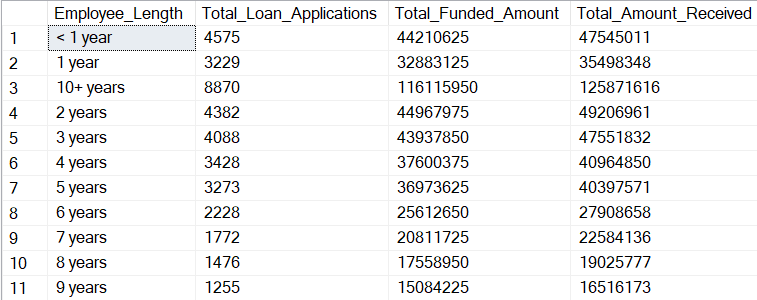 Employee_Length Total_Loan_Applications Total_Funded_Amount Total_Amount_Received
1 < 1 year 4575 44210625 47545011
2 1 year 3229 32883125 35498348
3 10+ years 8870 116115950 125871616
4 2 years 4382 44967975 49206961
5 3 years 4088 43937850 47551832
6 4 years 3428 37600375 40964850
7 5 years 3273 36973625 40397571
8 6 years 2228 25612650 27908658
9 7 years 1772 20811725 22584136
10 8 years 1476 17558950 19025777
11 9 years 1255 15084225 16516173